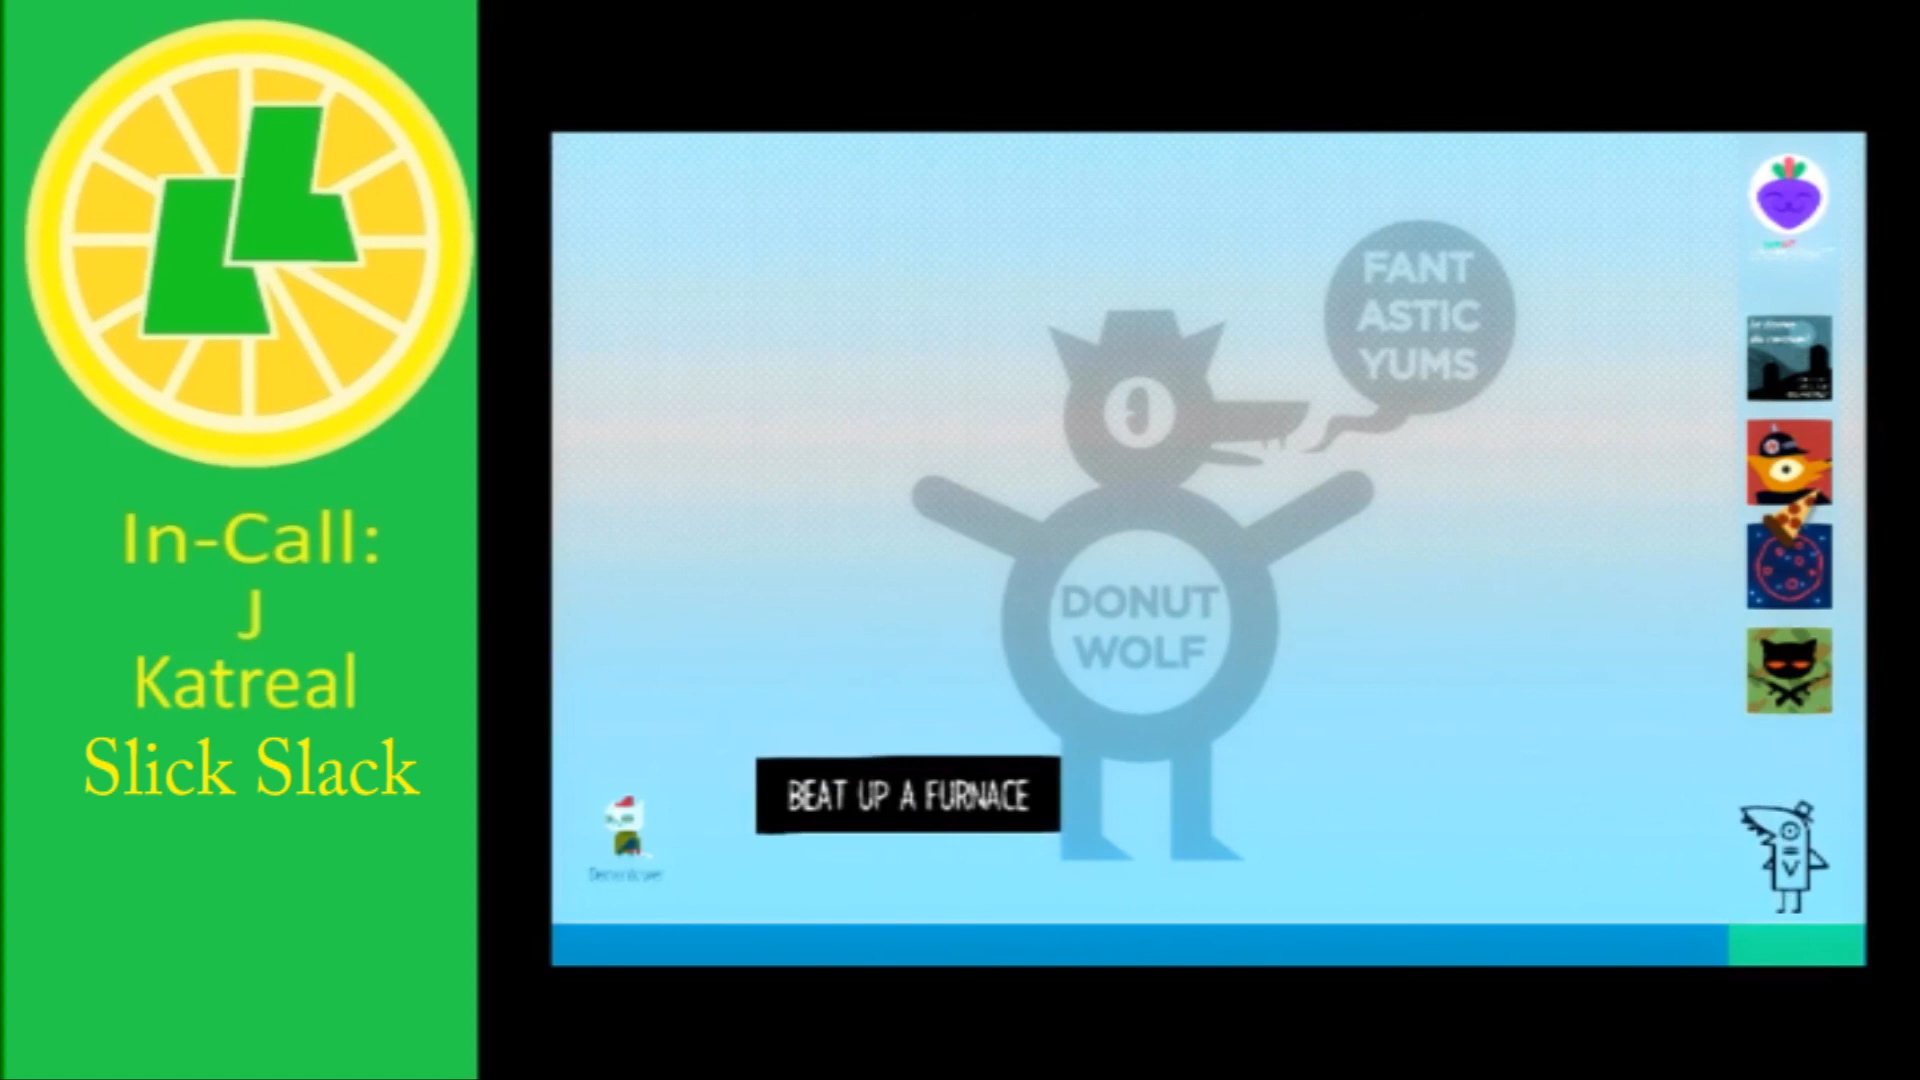 In-Call:
J
Katreal
Slick Slack
FANT
ASTIC
YUMS
DONUT
WOLF
BEAT UP A FURNACE